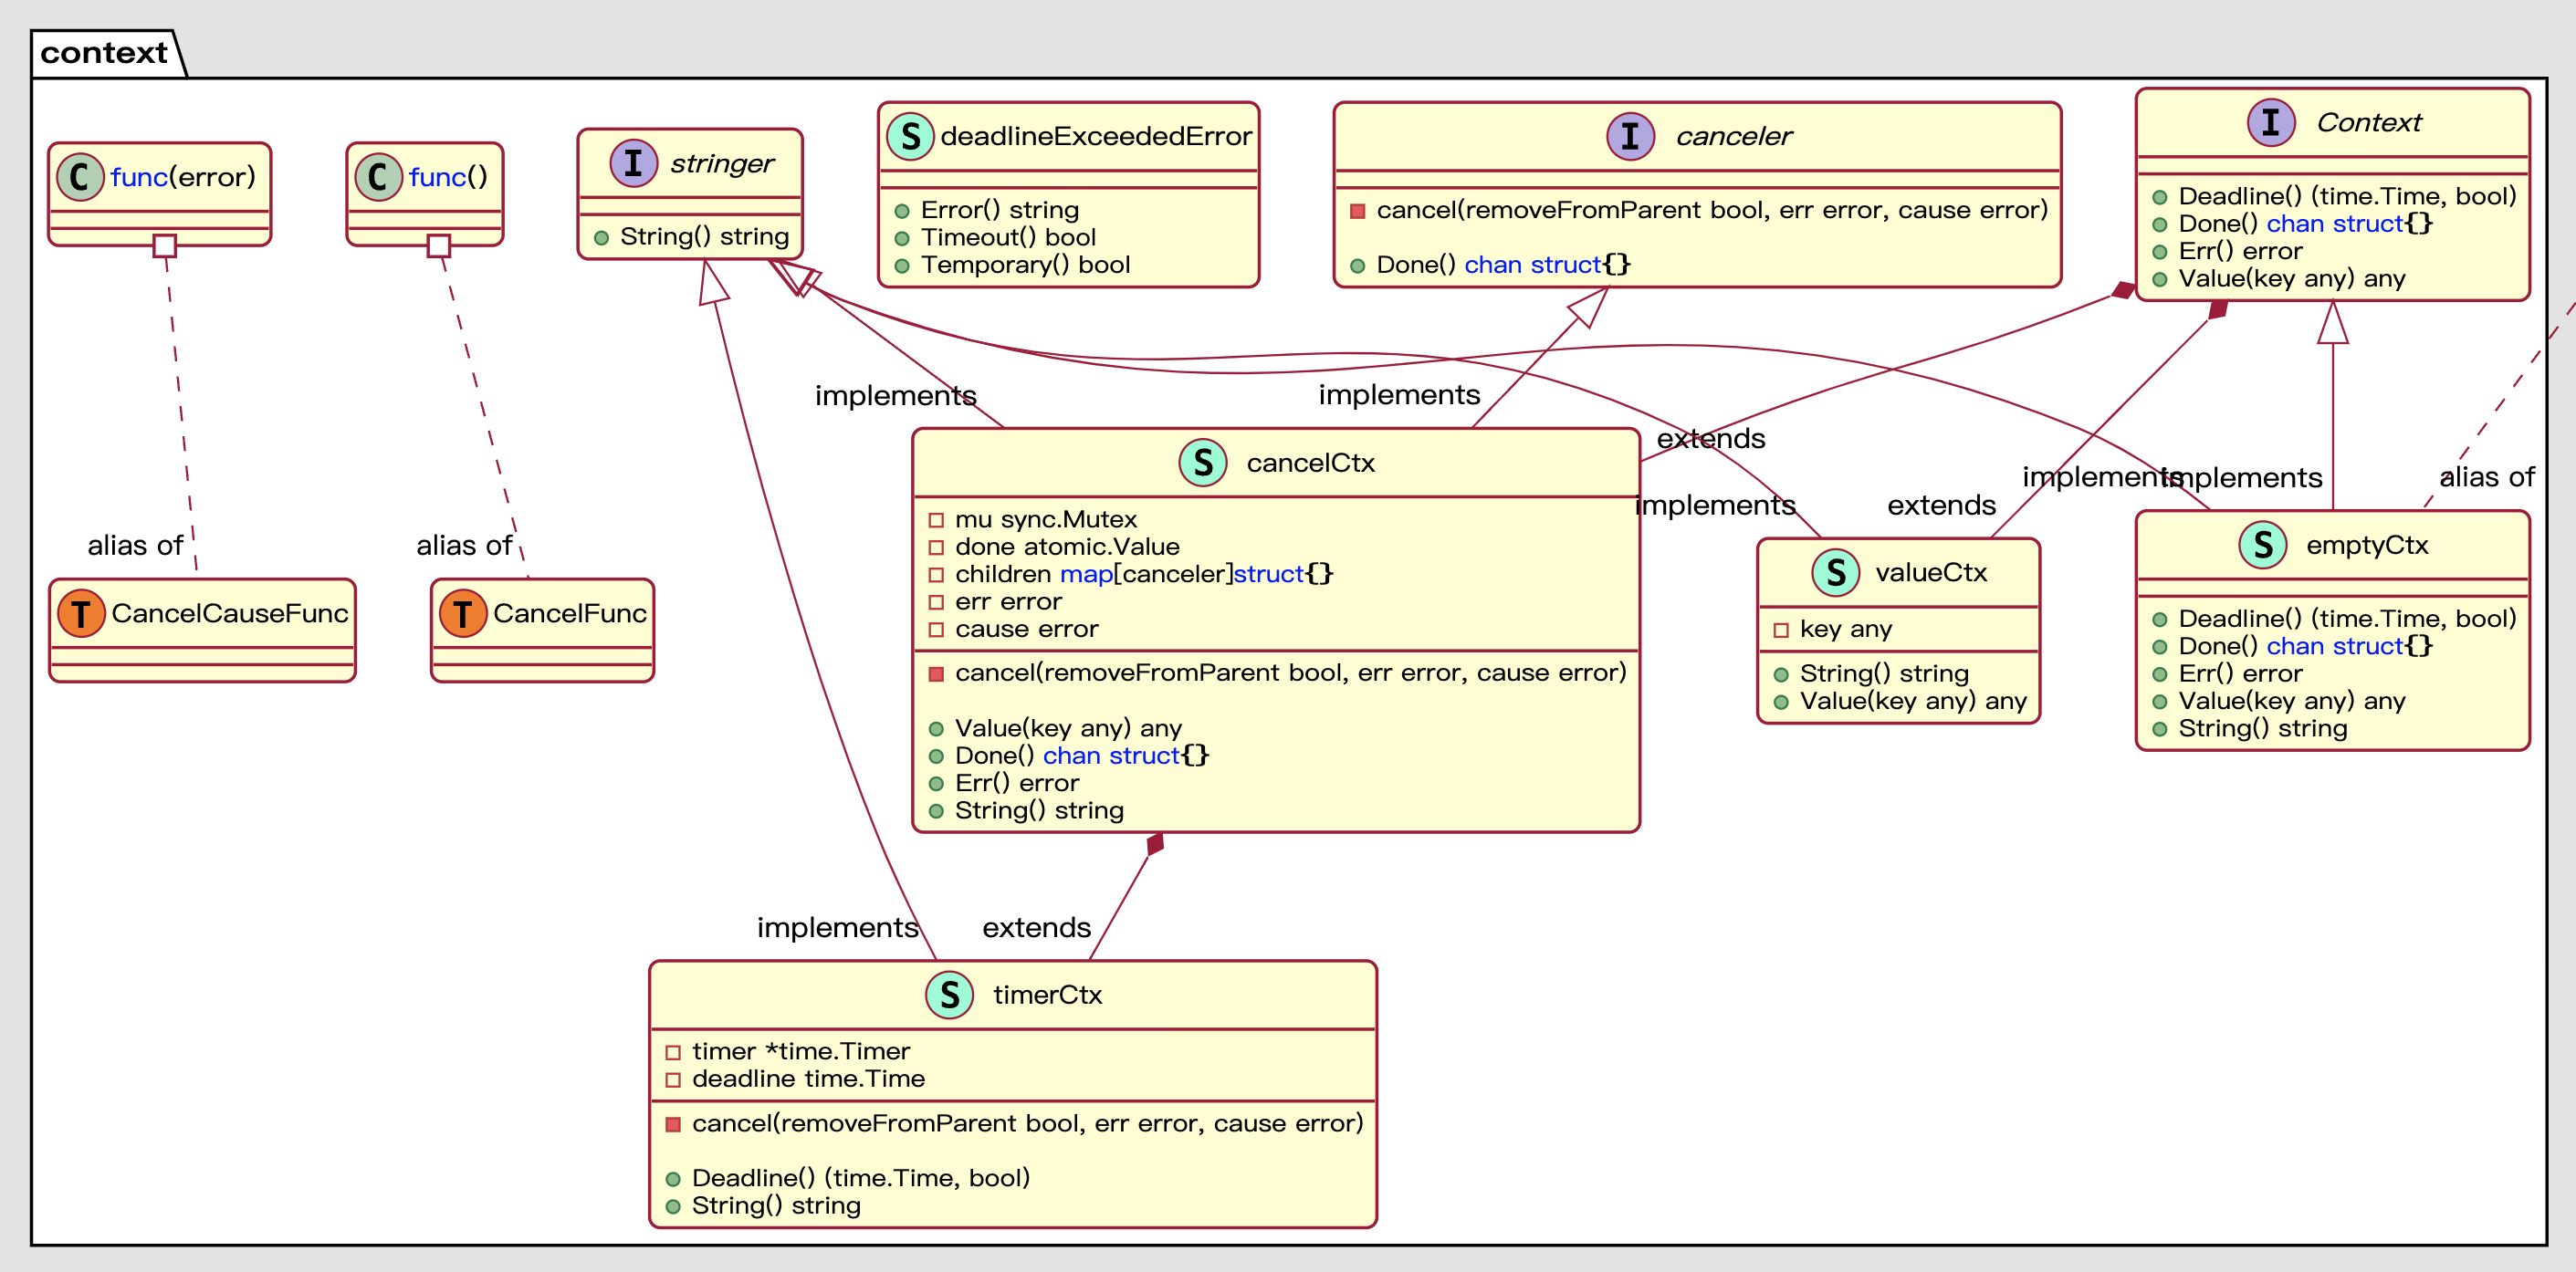 context
C func(error)
C func()
I stringer
String() string
S deadlineExceededError
Error() string
Timeout() bool
Temporary() bool
I canceler
cancel(removeFromParent bool, err error, cause error)
Done() chan struct{}
I Context
Deadline() (time.Time, bool)
Done() chan struct{}
Err() error
Value(key any) any
implements
implements
extends
implements
extends
implements
implements
alias of
alias of
alias of
T CancelCauseFunc
T CancelFunc
S cancelCtx
mu sync.Mutex
done atomic.Value
children map[canceler]struct{}
err error
cause error
cancel(removeFromParent bool, err error, cause error)
Value(key any) any
Done() chan struct{}
Err() error
String() string
S valueCtx
key any
String() string
Value(key any) any
S emptyCtx
Deadline() (time.Time, bool)
Done() chan struct{}
Err() error
Value(key any) any
String() string
implements
extends
S timerCtx
timer *time.Timer
deadline time.Time
cancel(removeFromParent bool, err error, cause error)
Deadline() (time.Time, bool)
String() string